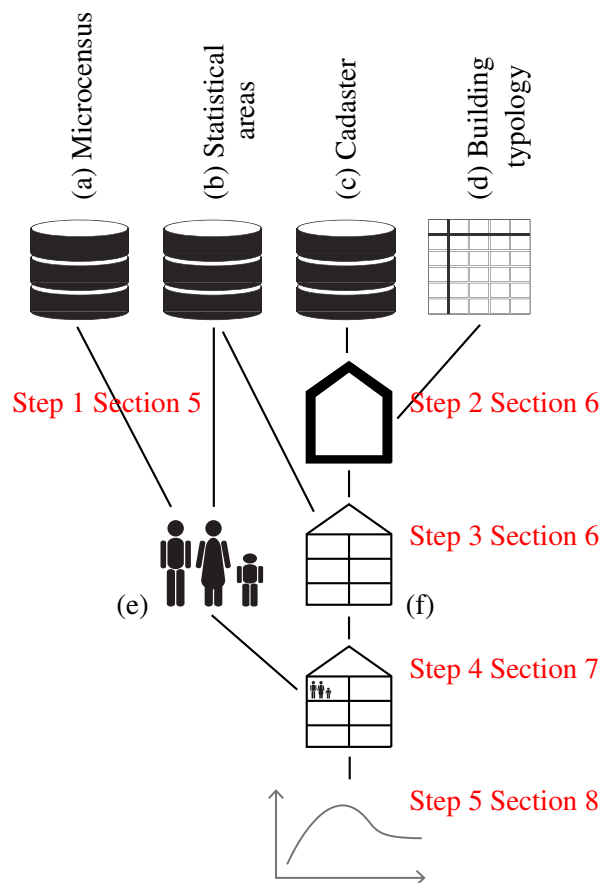 (a) Microcensus
(b) Statistical
areas
(c) Cadaster
(d) Building
typology
Step 1 Section 5
Step 2 Section 6
Step 3 Section 6
(e)
(f)
Step 4 Section 7
Step 5 Section 8